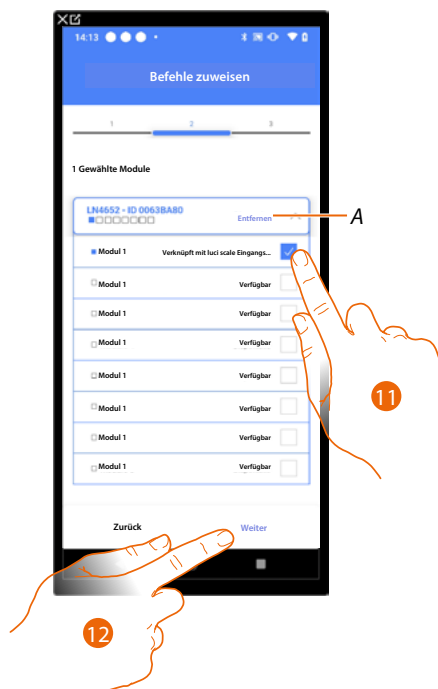 14:13
Befehle zuweisen
1 2 3
1 Gewählte Module
LN4652 - ID 0063BA80
Entfernen
A
Modul 1 Verknüpft mit luci scale Eingangs...
Modul 1 Verfügbar
Modul 1 Verfügbar
Modul 1 Verfügbar
Modul 1 Verfügbar
Modul 1 Verfügbar
Modul 1 Verfügbar
Modul 1 Verfügbar
11
Zurück Weiter
12